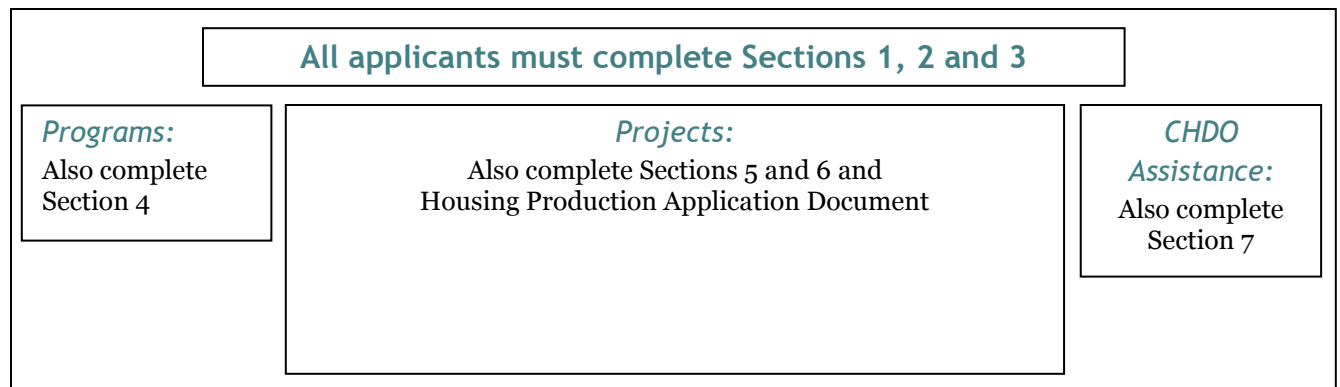 All applicants must complete Sections 1, 2 and 3
Programs:
Also complete
Section 4
Projects:
Also complete Sections 5 and 6 and
Housing Production Application Document
CHDO
Assistance:
Also complete
Section 7